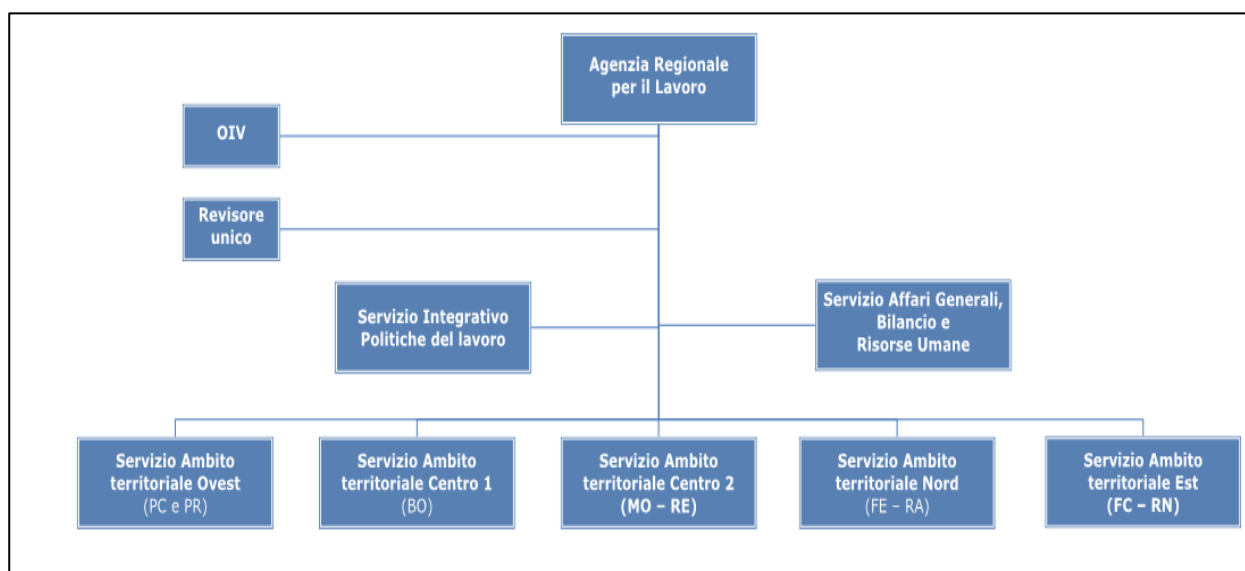 Agenzia Regionale
per il Lavoro
OIV
Revisore
unico
Servizio Integrativo
Politiche del lavoro
Servizio Affari Generali,
Bilancio e
Risorse Umane
Servizio Ambito
territoriale Ovest
(PC e PR)
Servizio Ambito
territoriale Centro 1
(BO)
Servizio Ambito
territoriale Centro 2
(MO – RE)
Servizio Ambito
territoriale Nord
(FE – RA)
Servizio Ambito
territoriale Est
(FC – RN)